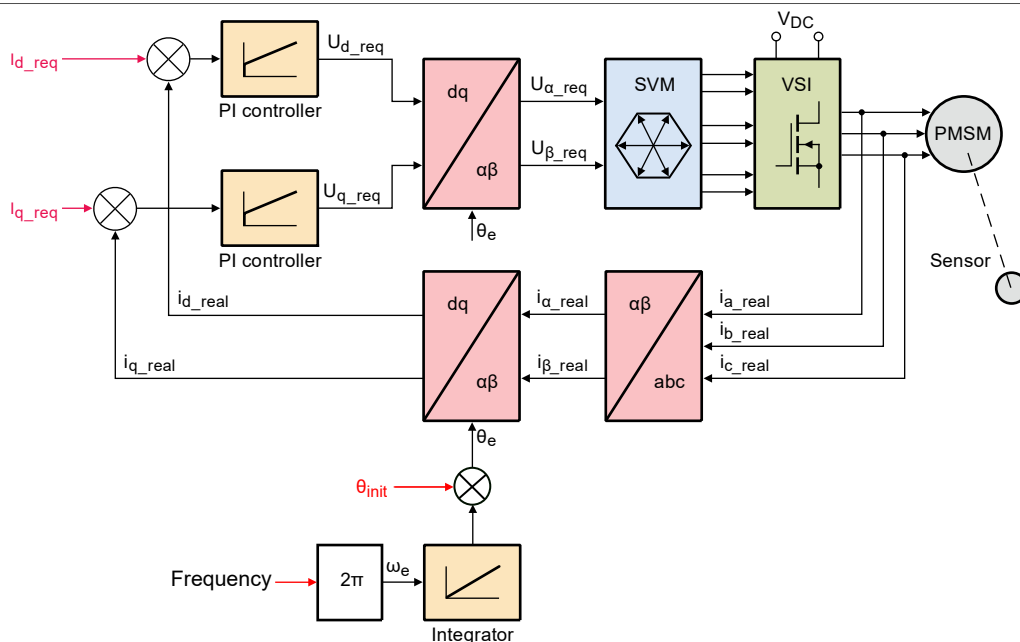 V_DC
I_d_req
PI controller
U_d_req
dq
αβ
U_α_req
U_β_req
SVM
VSI
PMSM
I_q_req
PI controller
U_q_req
θ_e
Sensor
i_d_real
i_q_real
dq
αβ
i_α_real
i_β_real
αβ
abc
i_a_real
i_b_real
i_c_real
θ_e
θ_init
Frequency
2π
ω_e
Integrator